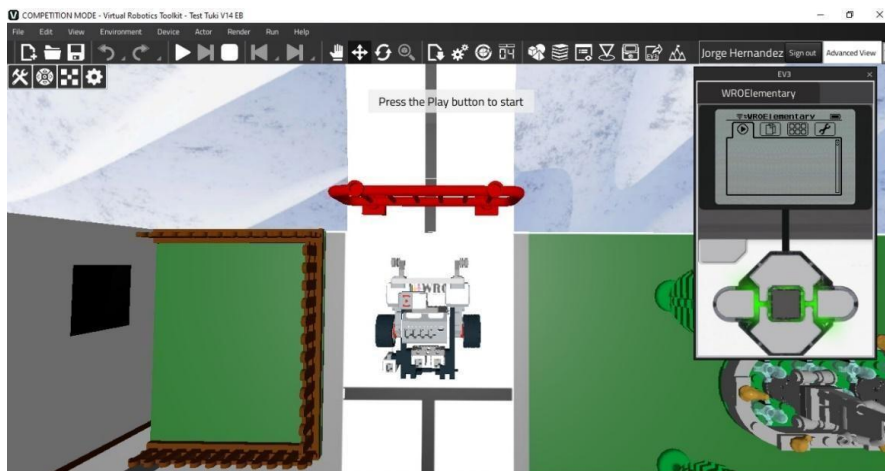 COMPETITION MODE - Virtual Robotics Toolkit - Test Tuki V14 EB
File Edit View Environment Device Actor Render Run Help
Jorge Hernandez Sign out Advanced View
EV3
WROElementary
Press the Play button to start
WROElementary
WRO